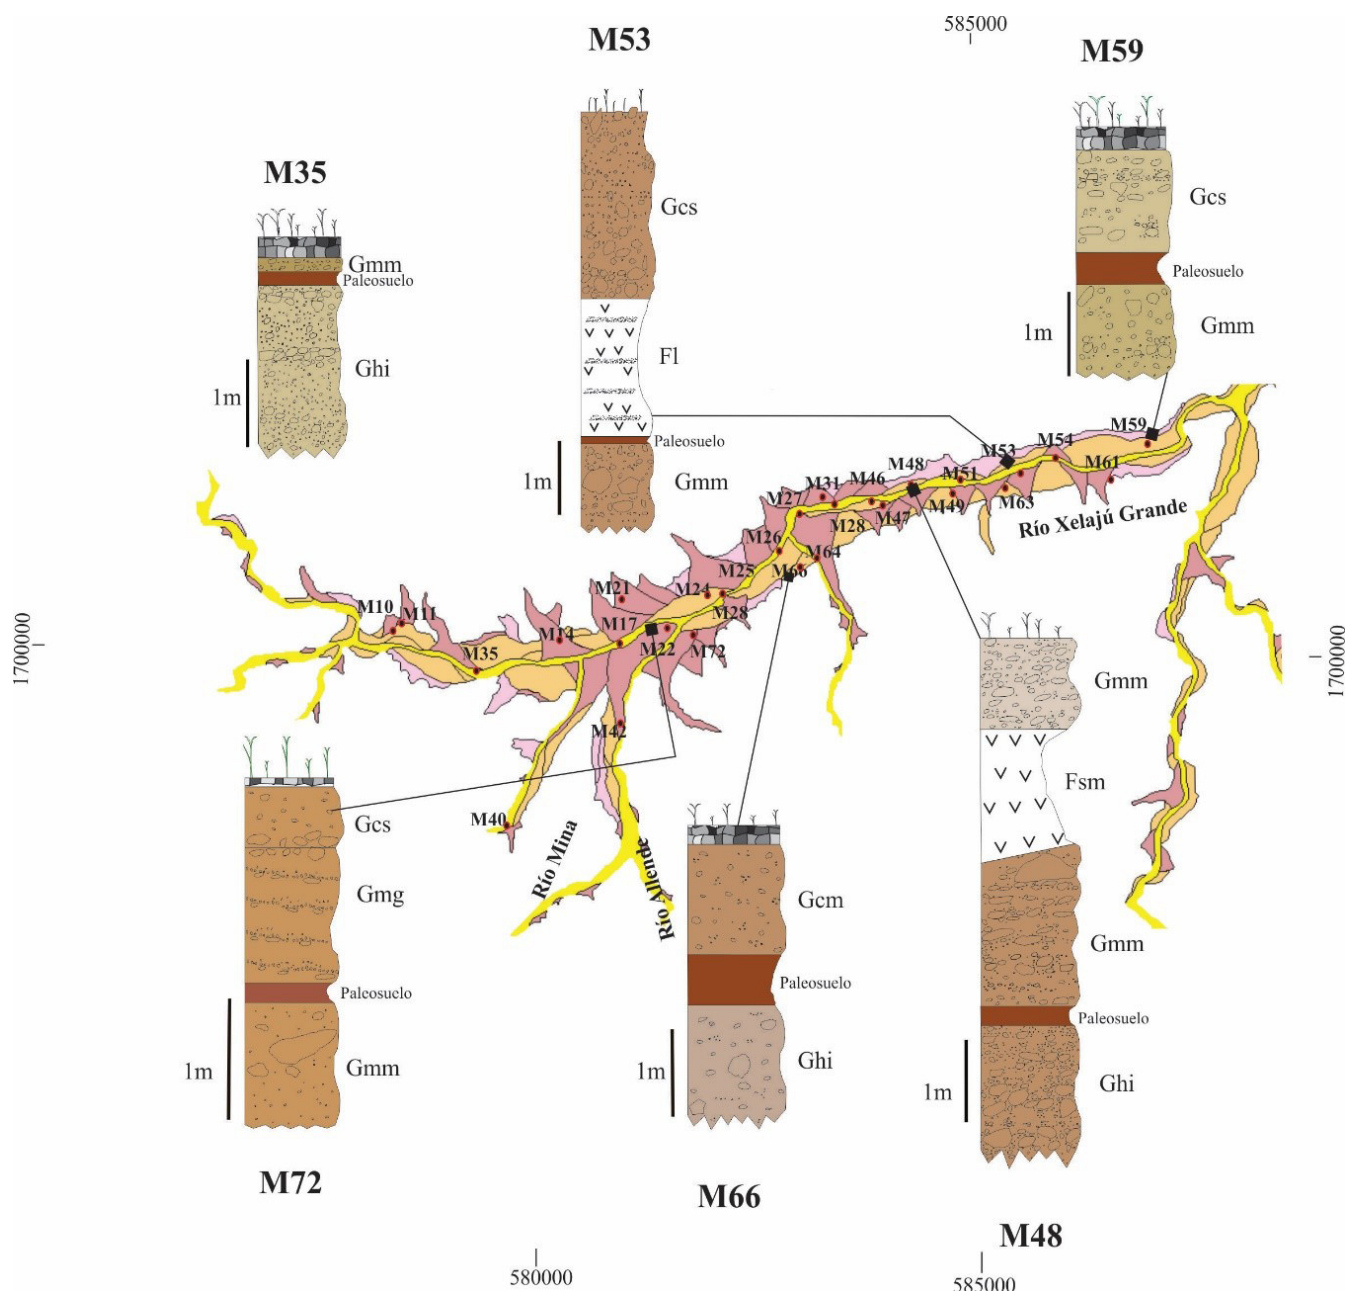 585000
M53
M59
M35
Gcs
Fl
Paleosuelo
Gmm
1m
Gcs
Paleosuelo
Gmm
1m
Gmm
Paleosuelo
Ghi
1m
M59
M54
M53
M61
M48
M51
M46
M31
M27
M63
M49
M47
M28
Río Xelajú Grande
M26
M64
M66
M25
M24
M21
M28
M10
M11
M17
M14
M22
M72
M35
M42
M40
1700000
1700000
Río Mina
Río Allende
Gcs
Gmg
Paleosuelo
Gmm
1m
M72
Gcm
Paleosuelo
Ghi
1m
M66
Gmm
Fsm
Gmm
Paleosuelo
Ghi
1m
M48
580000
585000